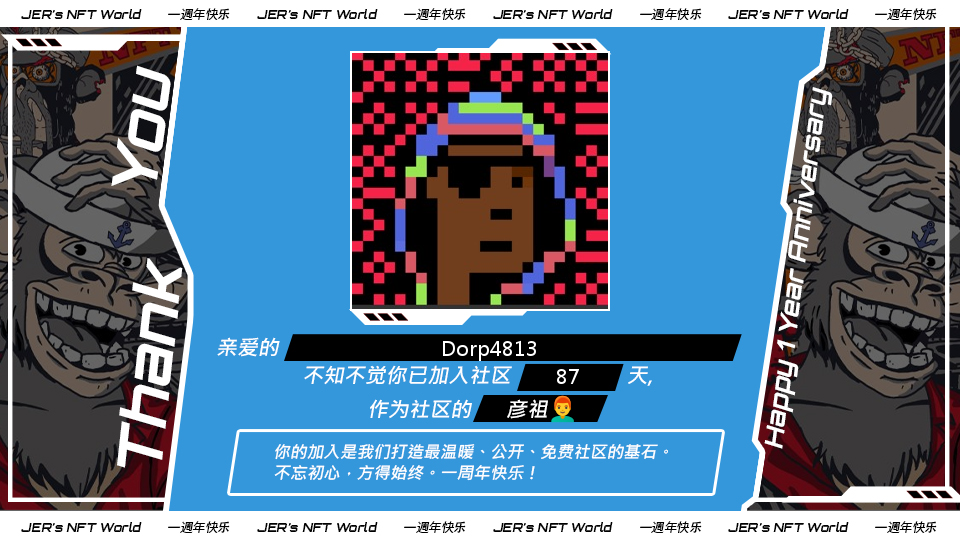 JER's NFT World 一週年快乐 JER's NFT World 一週年快乐 JER's NFT World 一週年快乐 JER's NFT World 一週年快乐
Thank You
亲爱的 Dorp4813
不知不觉你已加入社区 87 天,
作为社区的 彦祖👨‍🦰
你的加入是我们打造最温暖、公开、免费社区的基石。
不忘初心，方得始终。一周年快乐！
Happy 1 Year Anniversary
JER's NFT World 一週年快乐 JER's NFT World 一週年快乐 JER's NFT World 一週年快乐 JER's NFT World 一週年快乐